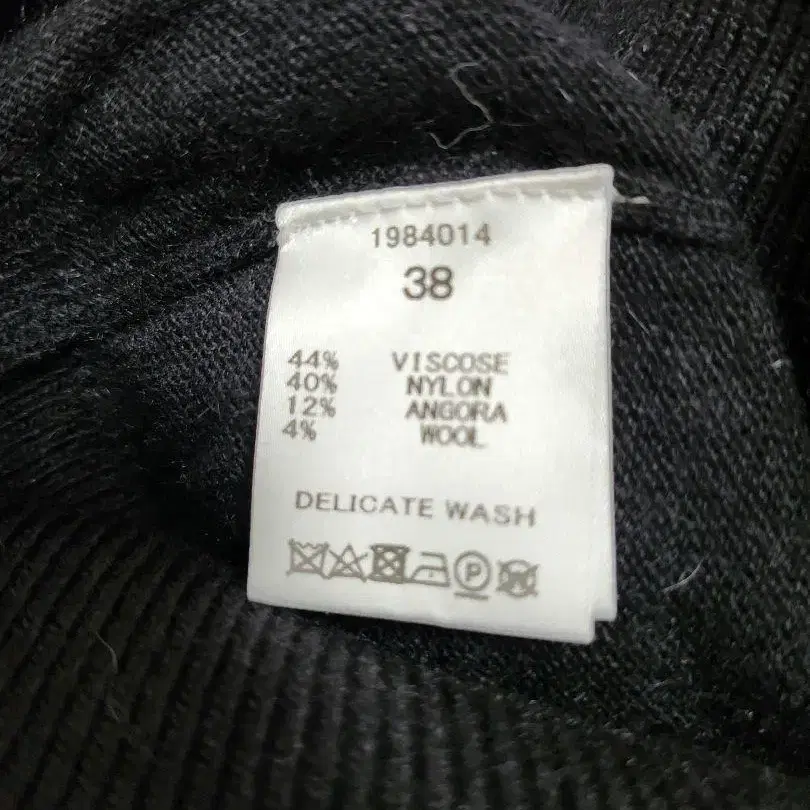 1984014
38
44% VISCOSE
40% NYLON
12% ANGORA
4% WOOL
DELICATE WASH
P W